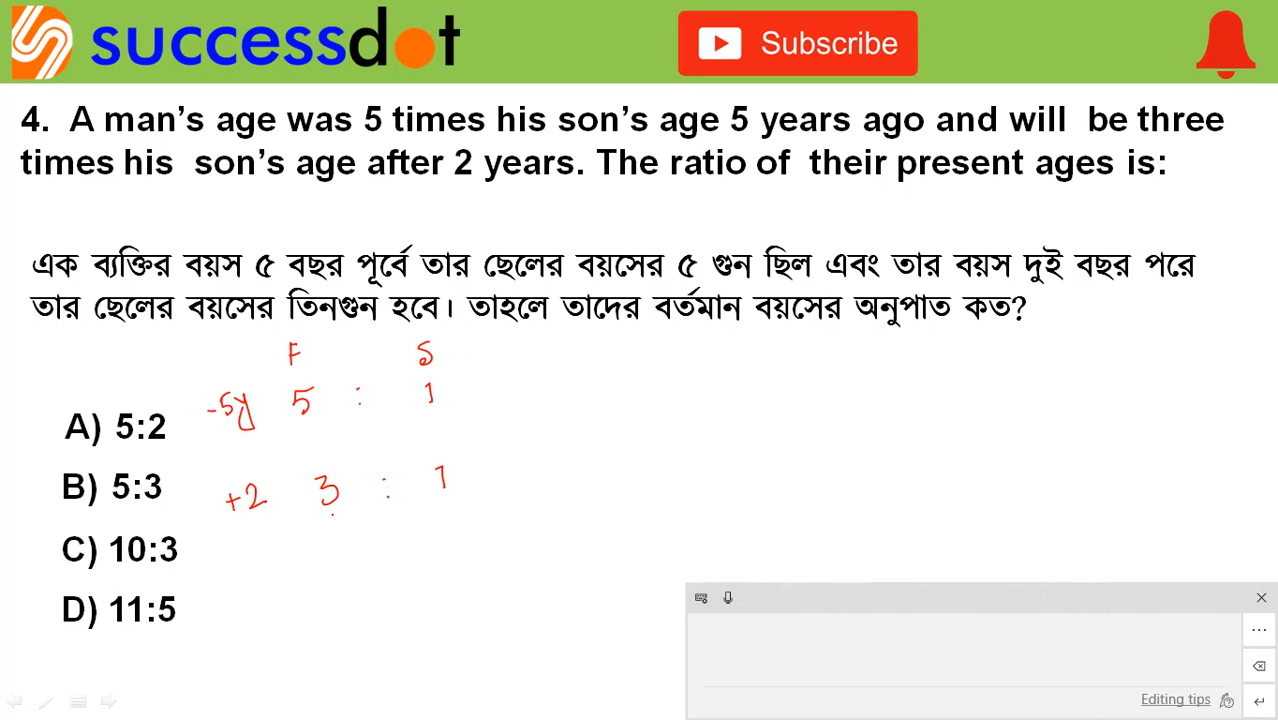 successdot
Subscribe
4. A man's age was 5 times his son's age 5 years ago and will be three
times his son's age after 2 years. The ratio of their present ages is:
এক ব্যক্তির বয়স ৫ বছর পূর্বে তার ছেলের বয়সের ৫ গুন ছিল এবং তার বয়স দুই বছর পরে
তার ছেলের বয়সের তিনগুন হবে। তাহলে তাদের বর্তমান বয়সের অনুপাত কত?
F S
-5y 5 : 1
A) 5:2
B) 5:3
+2 3 : 1
C) 10:3
D) 11:5
Editing tips